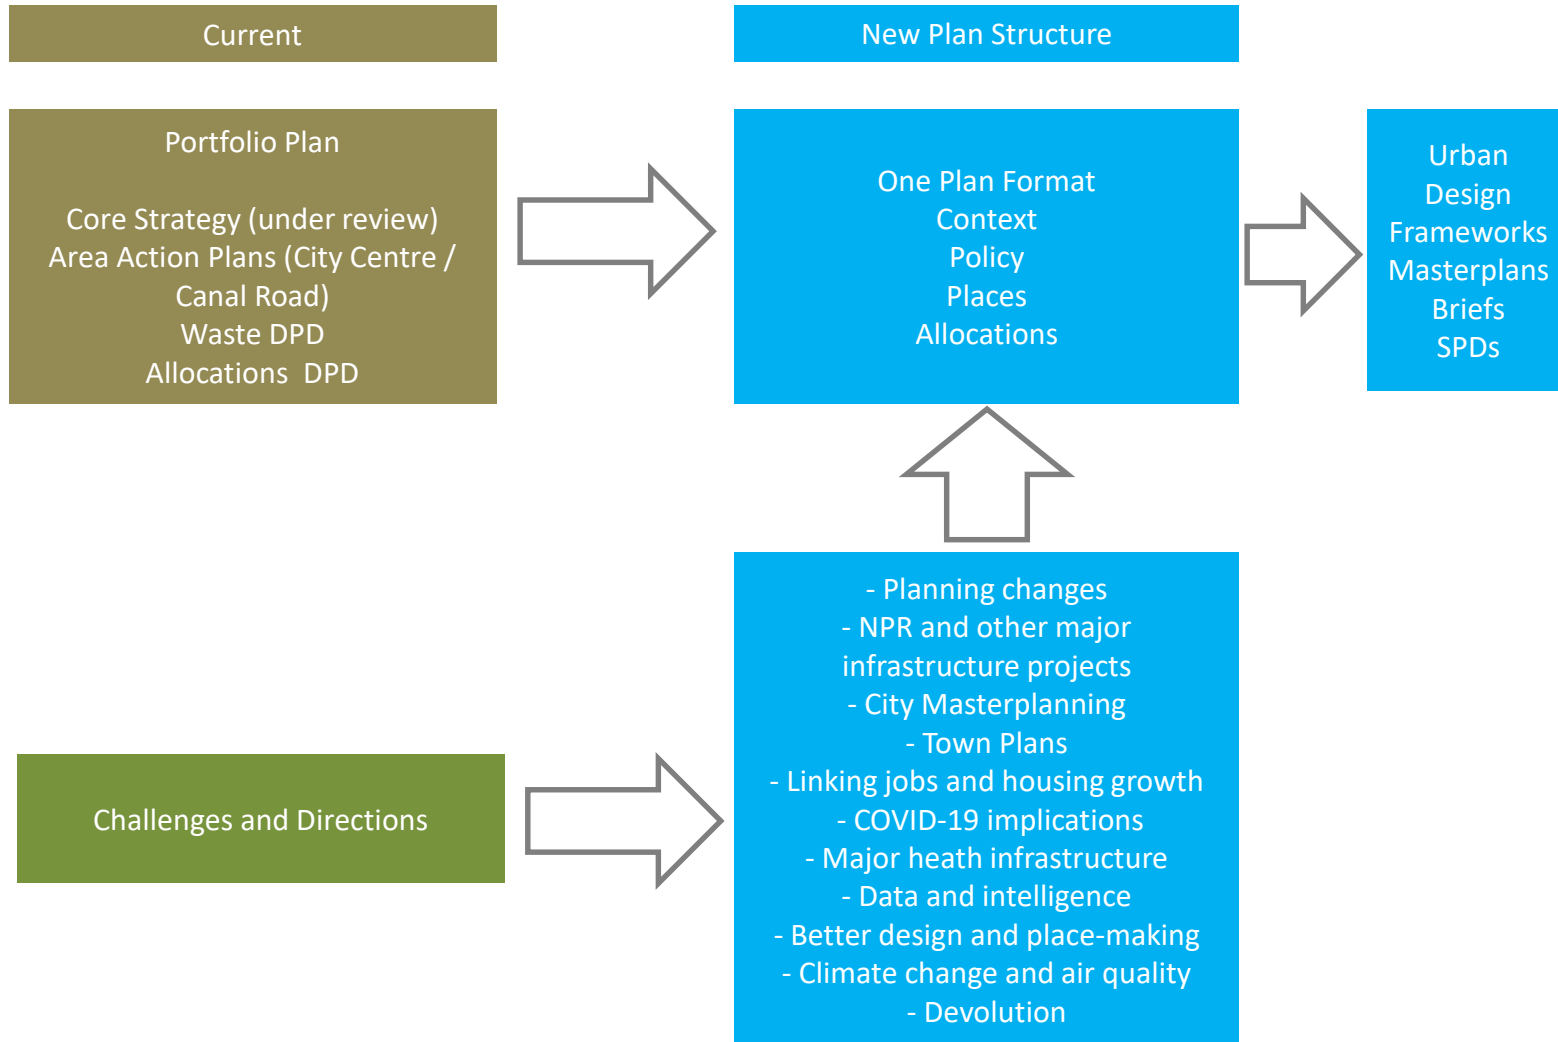 Current
New Plan Structure
Portfolio Plan
Core Strategy (under review)
Area Action Plans (City Centre /
Canal Road)
Waste DPD
Allocations  DPD
One Plan Format
Context
Policy
Places
Allocations
Urban
Design
Frameworks
Masterplans
Briefs
SPDs
Challenges and Directions
- Planning changes
- NPR and other major
infrastructure projects
- City Masterplanning
- Town Plans
- Linking jobs and housing growth
- COVID-19 implications
- Major heath infrastructure
- Data and intelligence
- Better design and place-making
- Climate change and air quality
- Devolution